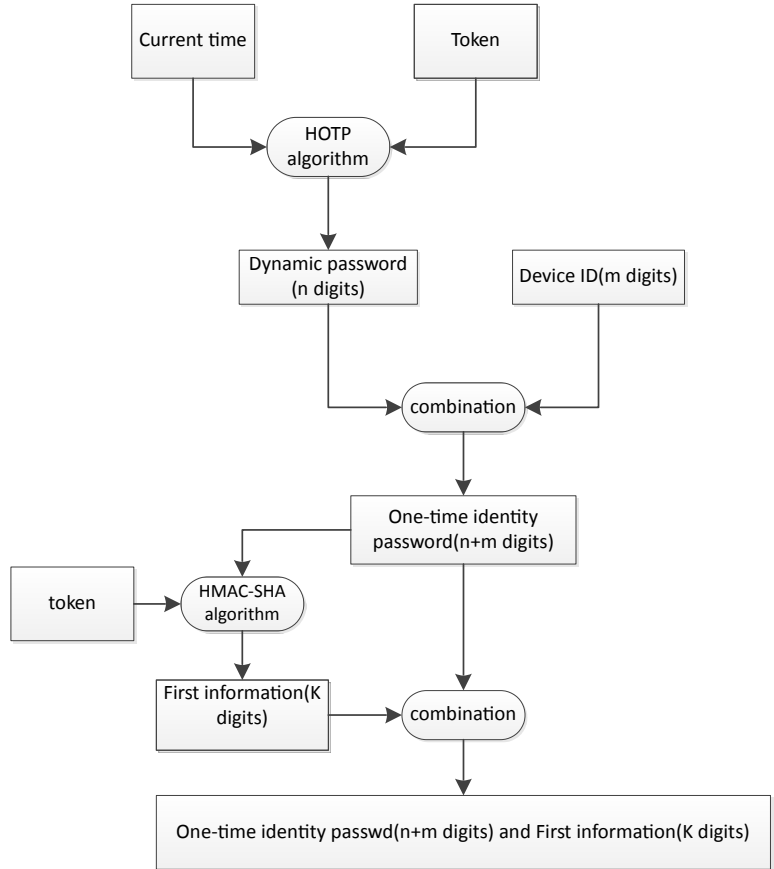 Current time
Token
HOTP
algorithm
Dynamic password
(n digits)
Device ID(m digits)
combination
One-time identity
password(n+m digits)
token
HMAC-SHA
algorithm
First information(K
digits)
combination
One-time identity passwd(n+m digits) and First information(K digits)